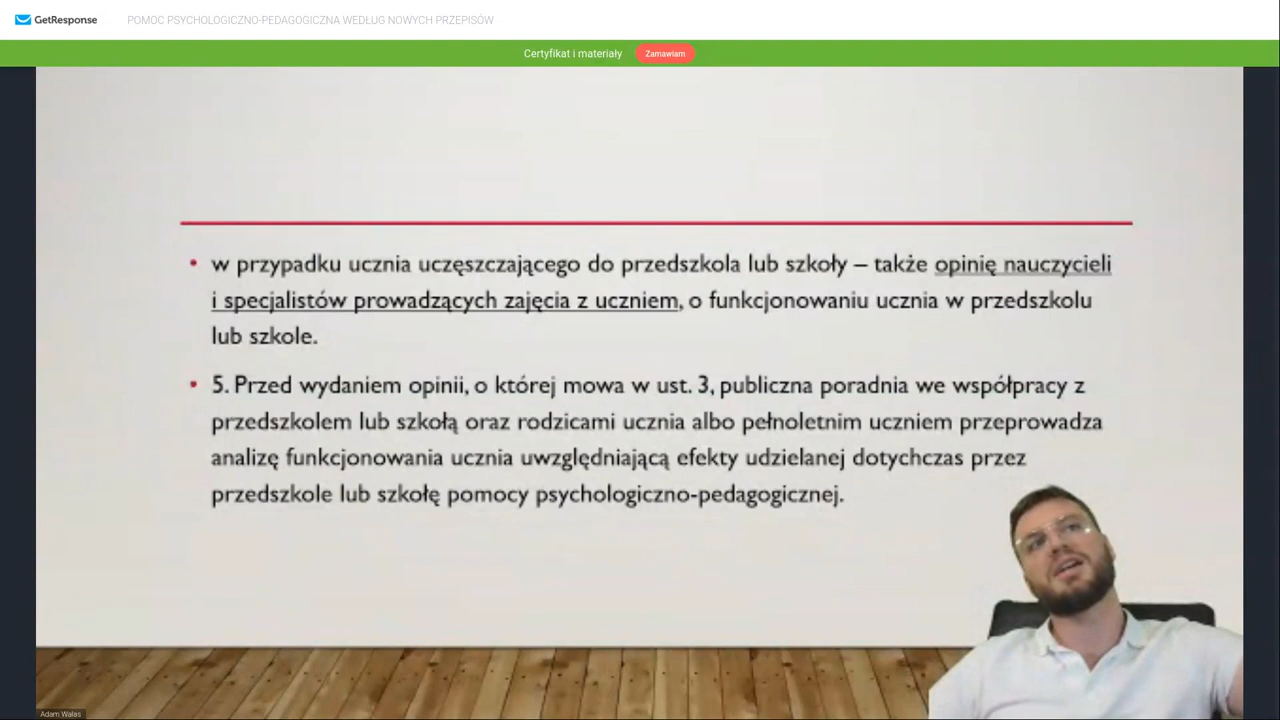 GetResponse
POMOC PSYCHOLOGICZNO-PEDAGOGICZNA WEDŁUG NOWYCH PRZEPISÓW
Certyfikat i materiały
Zamawiam
• w przypadku ucznia uczęszczającego do przedszkola lub szkoły – także opinię nauczycieli
i specjalistów prowadzących zajęcia z uczniem, o funkcjonowaniu ucznia w przedszkolu
lub szkole.
• 5. Przed wydaniem opinii, o której mowa w ust. 3, publiczna poradnia we współpracy z
przedszkolem lub szkołą oraz rodzicami ucznia albo pełnoletnim uczniem przeprowadza
analizę funkcjonowania ucznia uwzględniającą efekty udzielanej dotychczas przez
przedszkole lub szkołę pomocy psychologiczno-pedagogicznej.
Adam Walas